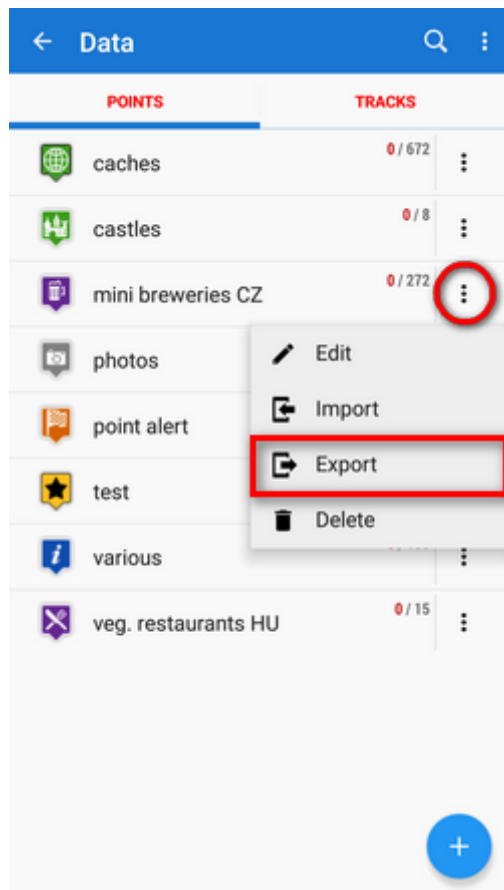 Data
POINTS
TRACKS
caches
0 / 672
castles
0 / 8
mini breweries CZ
0 / 272
photos
Edit
point alert
Import
Export
test
Delete
various
veg. restaurants HU
0 / 15